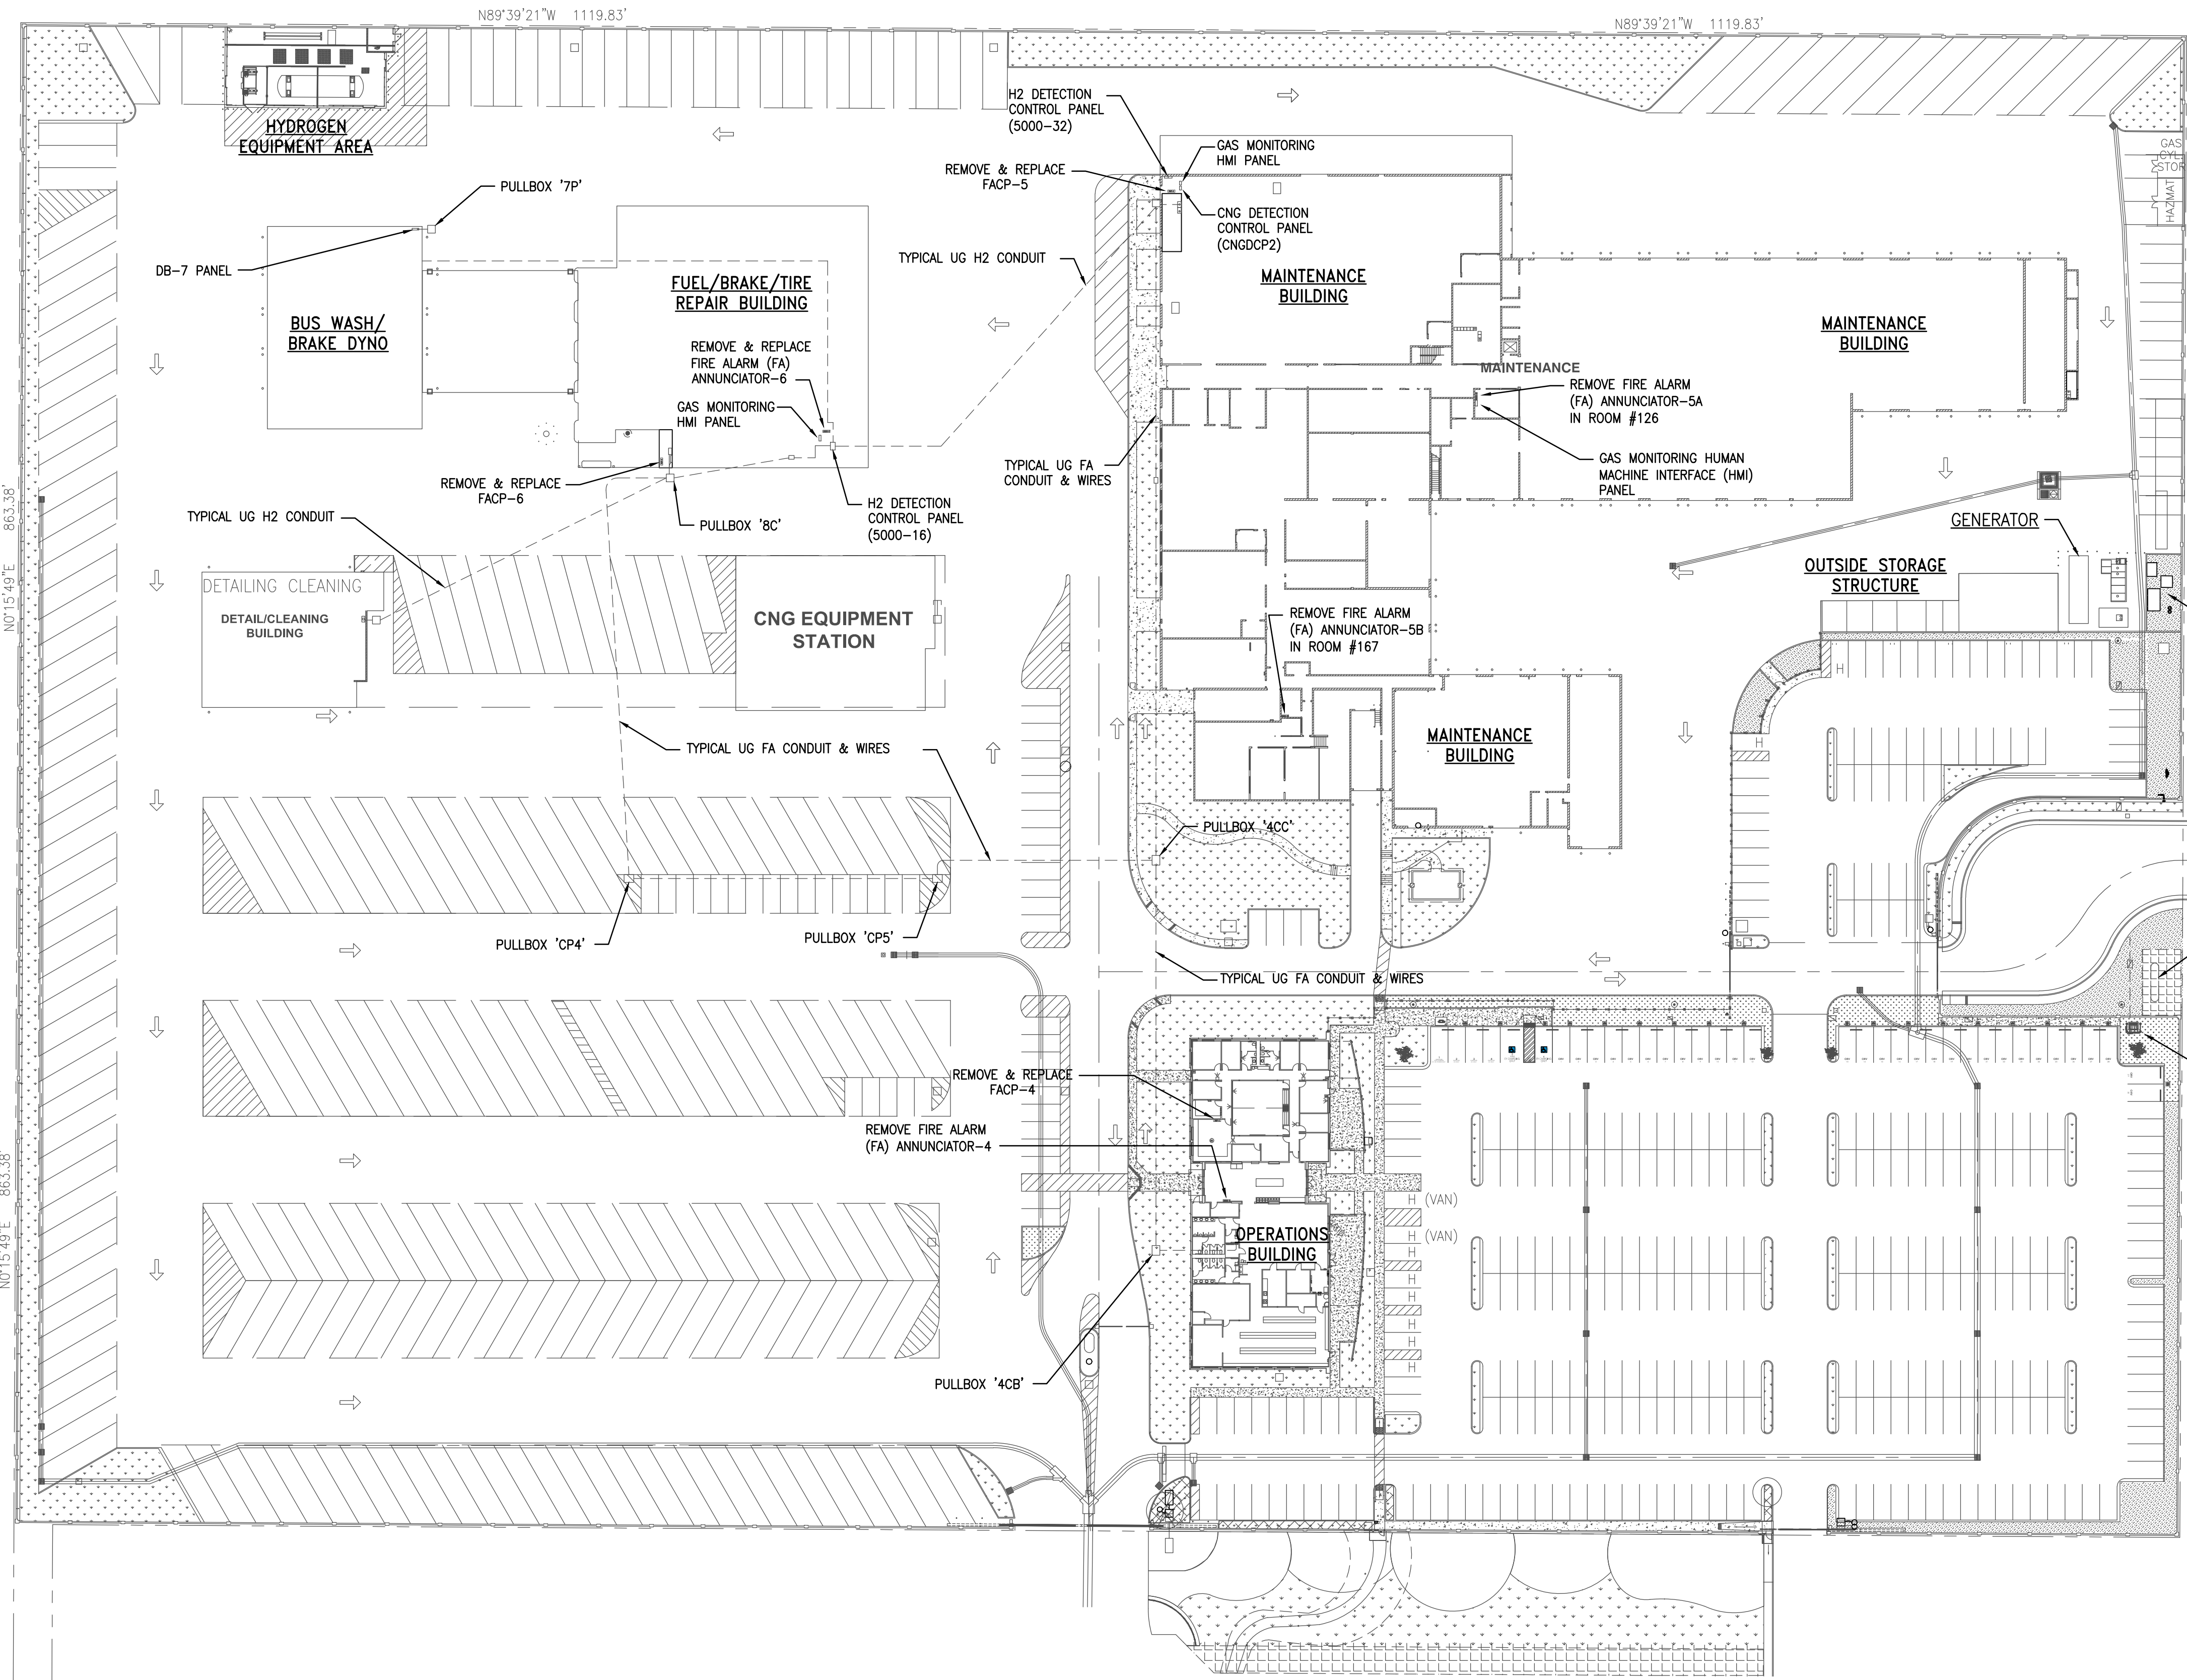 N89°39'21"W 1119.83'
N89°39'21"W 1119.83'
HYDROGEN
EQUIPMENT AREA
H2 DETECTION
CONTROL PANEL
(5000-32)
GAS MONITORING
HMI PANEL
REMOVE & REPLACE
FACP-5
CNG DETECTION
CONTROL PANEL
(CNGDCP2)
GAS
CYL
STOR
HAZMAT
PULLBOX '7P'
DB-7 PANEL
TYPICAL UG H2 CONDUIT
MAINTENANCE
BUILDING
FUEL/BRAKE/TIRE
REPAIR BUILDING
BUS WASH/
BRAKE DYNO
MAINTENANCE
BUILDING
REMOVE & REPLACE
FIRE ALARM (FA)
ANNUNCIATOR-6
GAS MONITORING
HMI PANEL
MAINTENANCE
REMOVE FIRE ALARM
(FA) ANNUNCIATOR-5A
IN ROOM #126
GAS MONITORING HUMAN
MACHINE INTERFACE (HMI)
PANEL
TYPICAL UG FA
CONDUIT & WIRES
REMOVE & REPLACE
FACP-6
H2 DETECTION
CONTROL PANEL
(5000-16)
PULLBOX '8C'
TYPICAL UG H2 CONDUIT
N0°15'49"E 863.38'
GENERATOR
OUTSIDE STORAGE
STRUCTURE
DETAILING CLEANING
DETAIL/CLEANING
BUILDING
CNG EQUIPMENT
STATION
REMOVE FIRE ALARM
(FA) ANNUNCIATOR-5B
IN ROOM #167
H
H
MAINTENANCE
BUILDING
TYPICAL UG FA CONDUIT & WIRES
PULLBOX '4CC'
PULLBOX 'CP4'
PULLBOX 'CP5'
TYPICAL UG FA CONDUIT & WIRES
REMOVE & REPLACE
FACP-4
REMOVE FIRE ALARM
(FA) ANNUNCIATOR-4
N0°15'49"E 863.38'
H (VAN)
H (VAN)
H
H
H
H
H
H
OPERATIONS
BUILDING
PULLBOX '4CB'